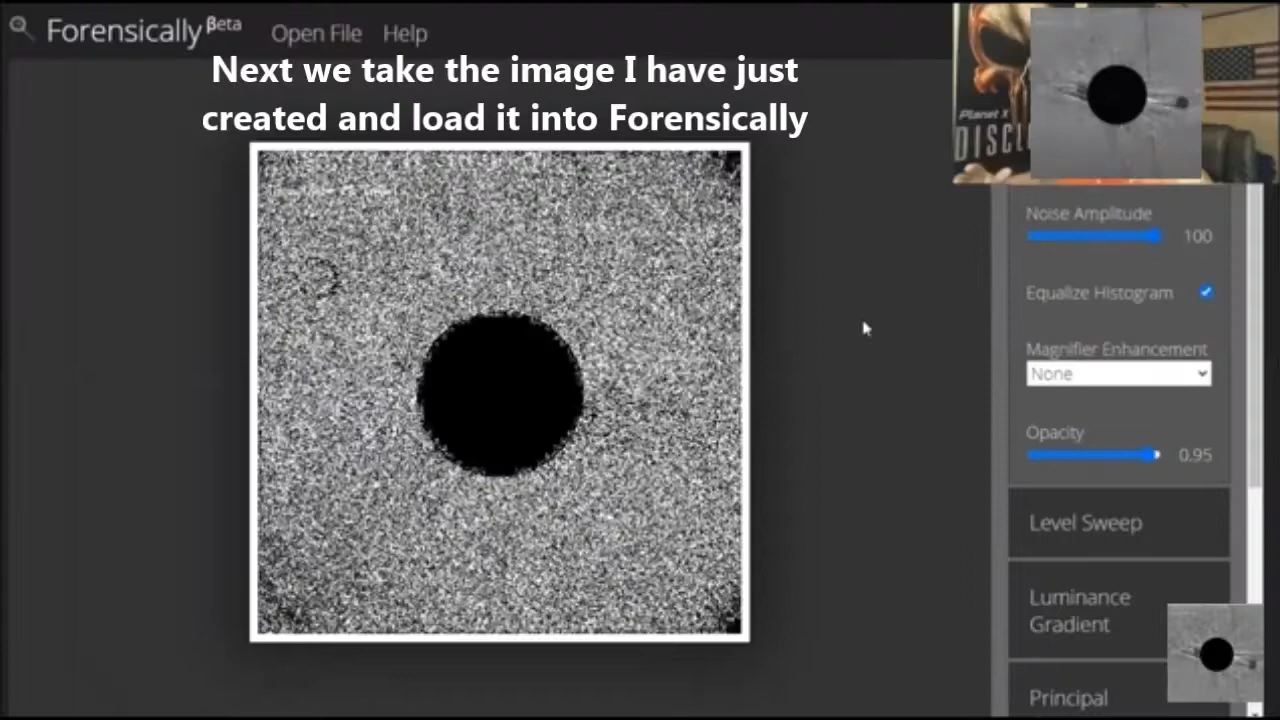 Forensically βeta
Open File
Help
Next we take the image I have just
created and load it into Forensically
Planet X
Noise Amplitude
100
Equalize Histogram
Magnifier Enhancement
None
Opacity
0.95
Level Sweep
Luminance
Gradient
Principal